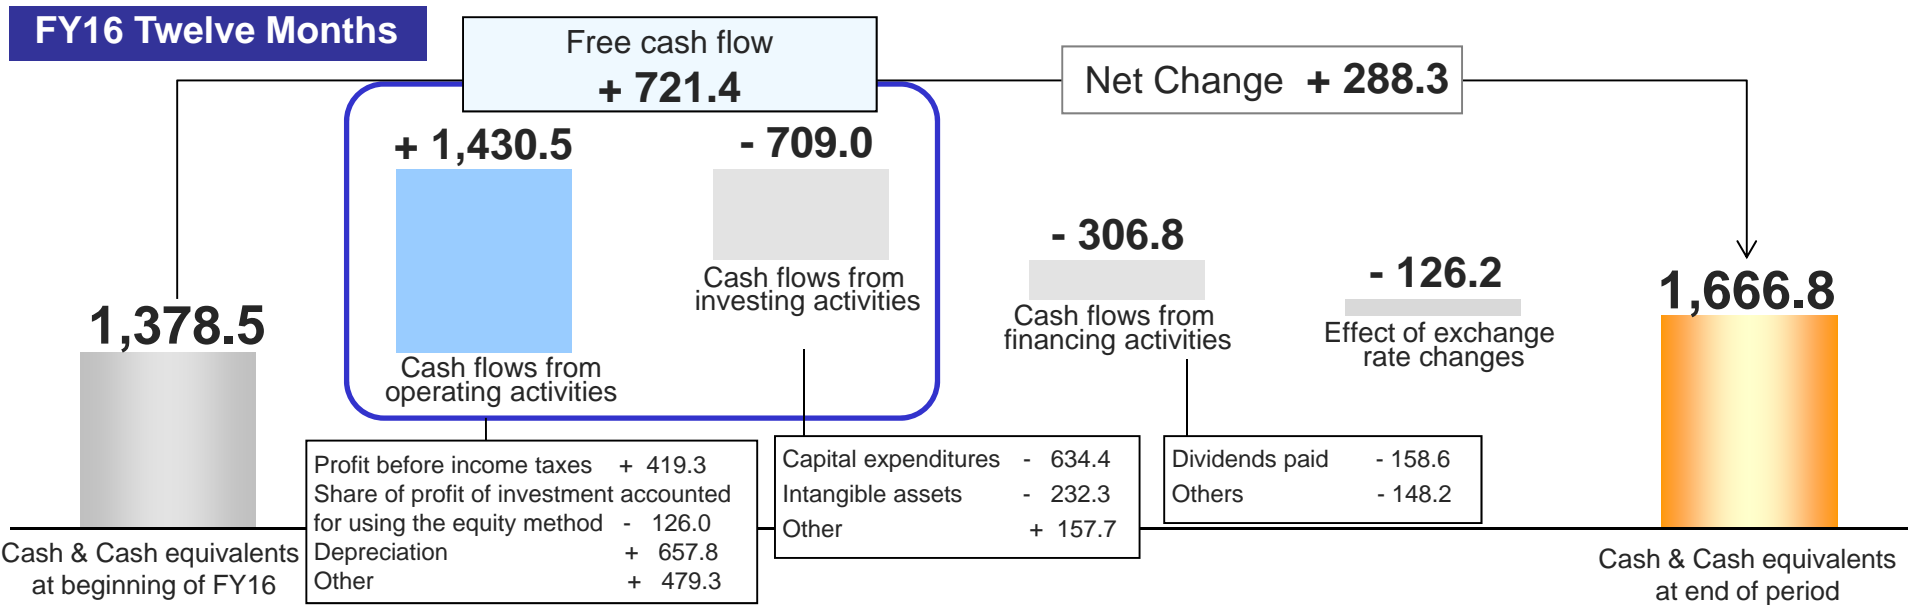 FY16 Twelve Months
Free cash flow
+ 721.4
Net Change + 288.3
+ 1,430.5
- 709.0
Cash flows from
operating activities
Cash flows from
investing activities
- 306.8
Cash flows from
financing activities
- 126.2
Effect of exchange
rate changes
1,378.5
1,666.8
Profit before income taxes + 419.3
Share of profit of investment accounted
for using the equity method - 126.0
Depreciation + 657.8
Other + 479.3
Capital expenditures - 634.4
Intangible assets - 232.3
Other + 157.7
Dividends paid - 158.6
Others - 148.2
Cash & Cash equivalents
at beginning of FY16
Cash & Cash equivalents
at end of period